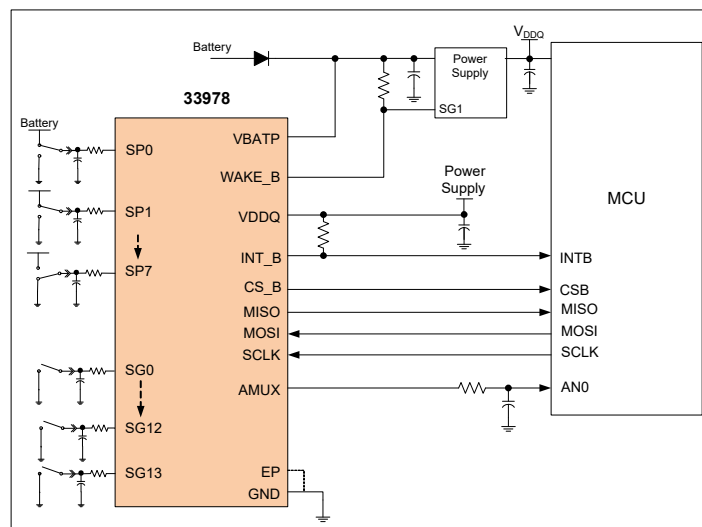 Battery
Power
Supply
SG1
V_DDQ
33978
Battery
SP0
SP1
SP7
SG0
SG12
SG13
VBATP
WAKE_B
VDDQ
INT_B
CS_B
MISO
MOSI
SCLK
AMUX
EP
GND
Power
Supply
MCU
INTB
CSB
MISO
MOSI
SCLK
AN0